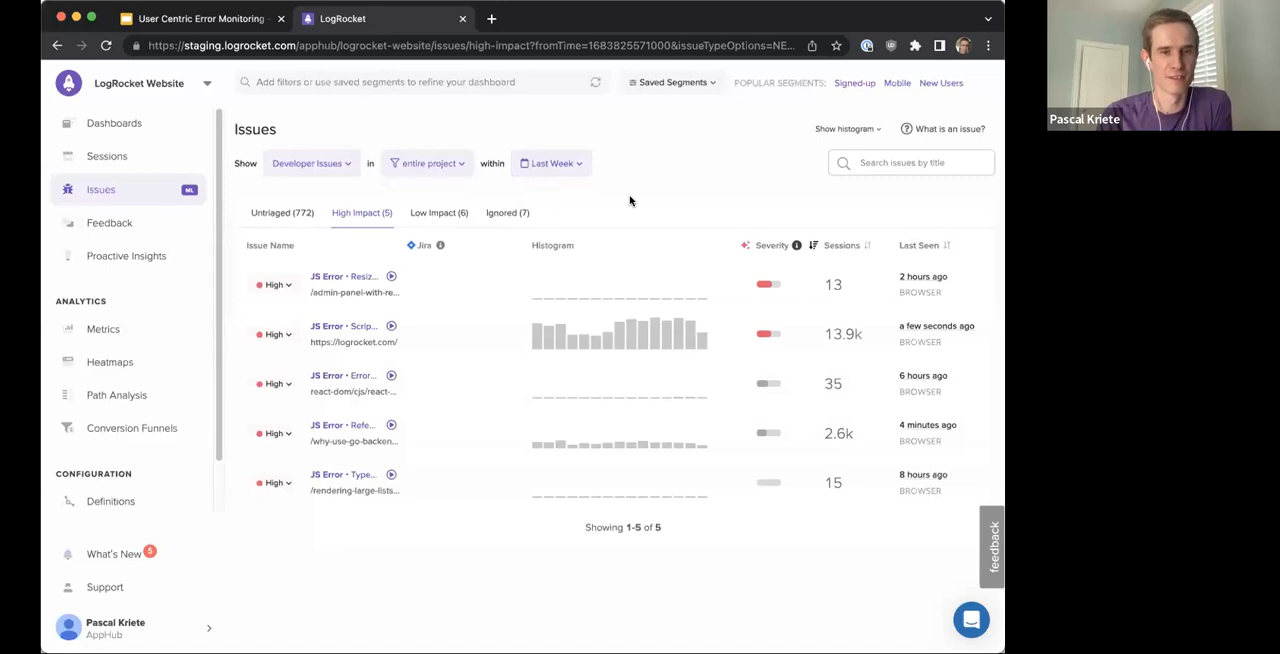 User Centric Error Monitoring
LogRocket
https://staging.logrocket.com/apphub/logrocket-website/issues/high-impact?fromTime=1683825571000&issueTypeOptions=NE...
LogRocket Website
Add filters or use saved segments to refine your dashboard
Saved Segments
POPULAR SEGMENTS:
Signed-up
Mobile
New Users
Dashboards
Sessions
Issues
ML
Feedback
Proactive Insights
ANALYTICS
Metrics
Heatmaps
Path Analysis
Conversion Funnels
CONFIGURATION
Definitions
What's New
5
Support
Pascal Kriete
AppHub
Issues
Show histogram
What is an issue?
Show
Developer Issues
in
entire project
within
Last Week
Search issues by title
Untriaged (772)
High Impact (5)
Low Impact (6)
Ignored (7)
Issue Name
Jira
Histogram
Severity
Sessions
Last Seen
High
JS Error • Resiz...
/admin-panel-with-re...
13
2 hours ago
BROWSER
High
JS Error • Scrip...
https://logrocket.com/
13.9k
a few seconds ago
BROWSER
High
JS Error • Error...
react-dom/cjs/react-...
35
6 hours ago
BROWSER
High
JS Error • Refe...
/why-use-go-backen...
2.6k
4 minutes ago
BROWSER
High
JS Error • Type...
/rendering-large-lists...
15
8 hours ago
BROWSER
Showing 1-5 of 5
feedback
Pascal Kriete